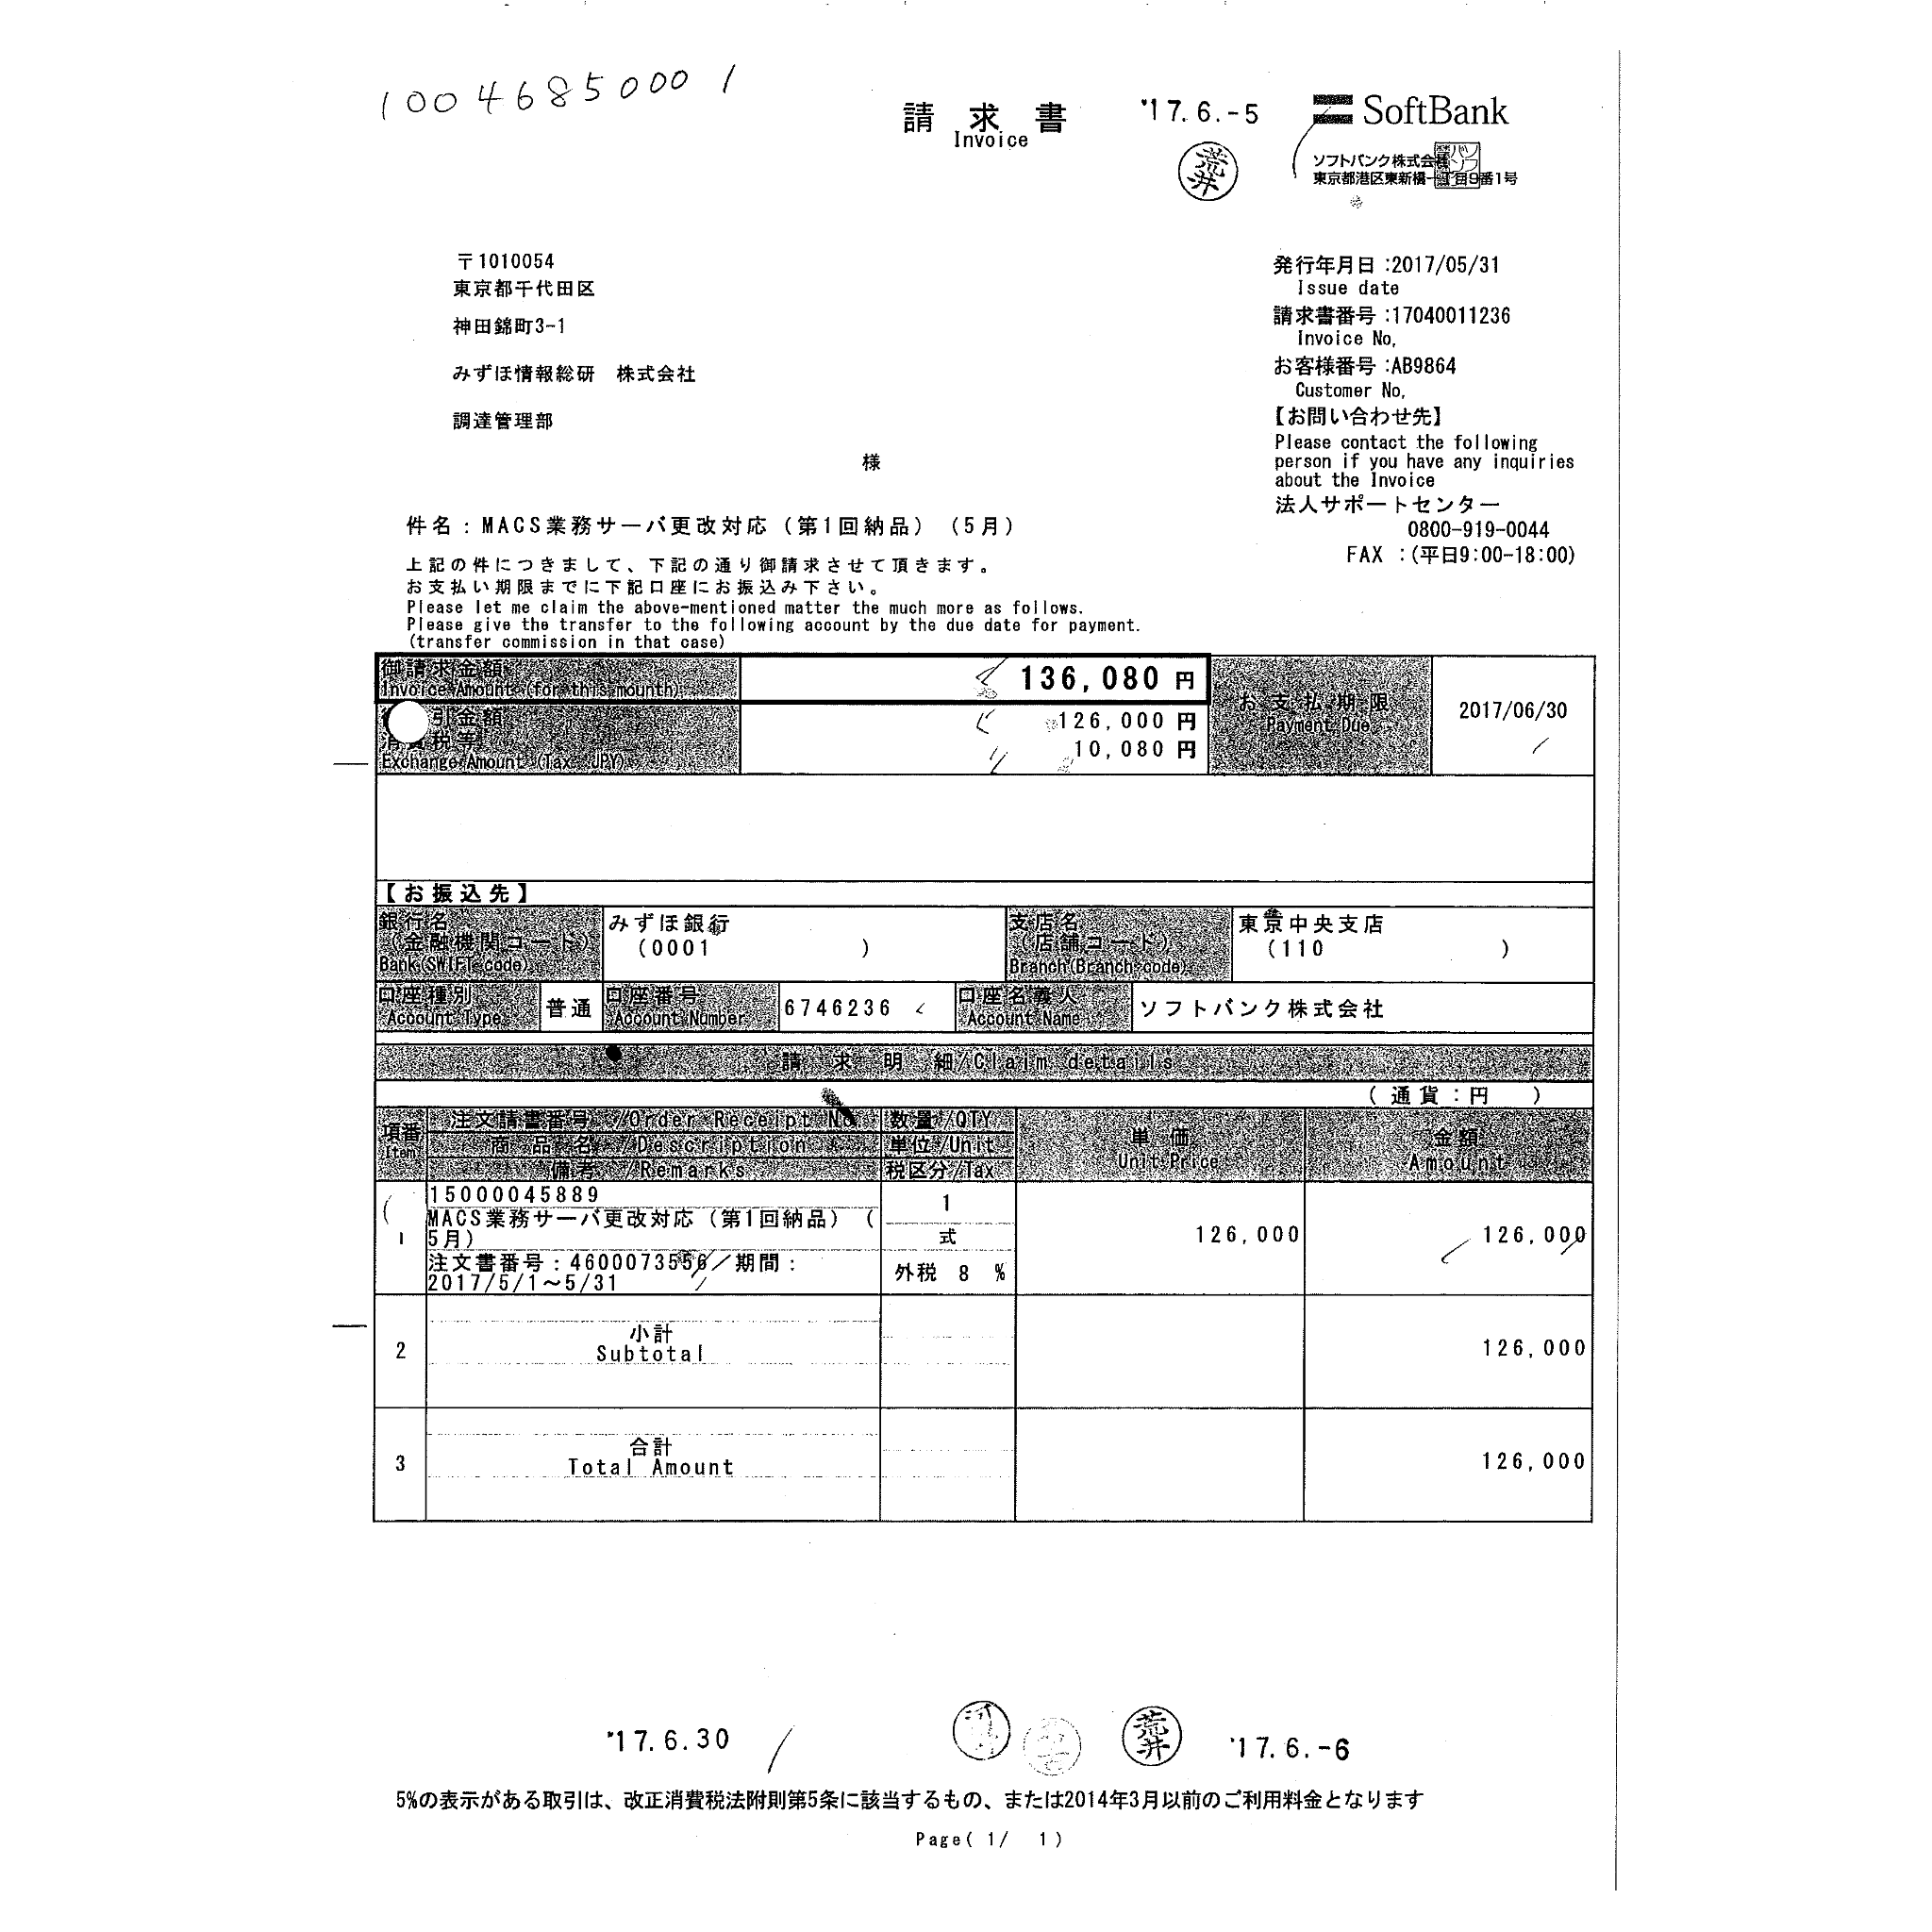 10046850001
請求書
Invoice
'17.6.-5
荒井
SoftBank
ソフトバンク株式会社
東京都港区東新橋一丁目9番1号
〒1010054
東京都千代田区
神田錦町3-1
みずほ情報総研 株式会社
調達管理部
様
発行年月日:2017/05/31
Issue date
請求書番号:17040011236
Invoice No,
お客様番号:AB9864
Customer No,
【お問い合わせ先】
Please contact the following
person if you have any inquiries
about the Invoice
法人サポートセンター
0800-919-0044
FAX :(平日9:00-18:00)
件名:MACS業務サーバ更改対応(第1回納品)(5月)
上記の件につきまして、下記の通り御請求させて頂きます。
お支払い期限までに下記口座にお振込み下さい。
Please let me claim the above-mentioned matter the much more as follows.
Please give the transfer to the following account by the due date for payment.
(transfer commission in that case)
御請求金額 136,080円
Invoice Amount (for this mounth)
引金額 126,000円
消費税等 10,080円
Exchange Amount (Tax JPY)
お支払期限 2017/06/30
Payment Due
【お振込先】
銀行名 みずほ銀行
(金融機関コード) (0001 )
Bank(SWIFT code)
支店名 東京中央支店
(店舗コード) (110 )
Branch(Branch code)
口座種別 普通 口座番号 6746236 口座名義人 ソフトバンク株式会社
Account Type Account Number Account Name
請求明細/Claim details
(通貨:円 )
項番 注文請書番号 /Order Receipt No 数量/QTY 単価 金額
Item 商品名 /Description 単位/Unit Unit Price Amount
備考 /Remarks 税区分/Tax
15000045889 1
1 MACS業務サーバ更改対応(第1回納品)( 126,000 126,000
5月) 式
注文書番号:4600073556/期間: 外税 8 %
2017/5/1~5/31
2 小計 126,000
Subtotal
3 合計 126,000
Total Amount
'17.6.30
荒井
'17.6.-6
5%の表示がある取引は、改正消費税法附則第5条に該当するもの、または2014年3月以前のご利用料金となります
Page( 1/ 1)